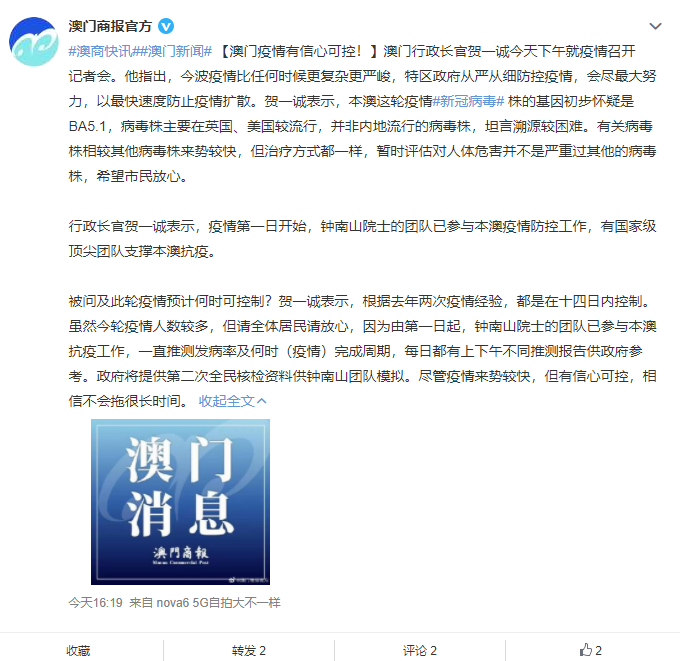 澳门商报官方
#澳商快讯##澳门新闻# 【澳门疫情有信心可控！】澳门行政长官贺一诚今天下午就疫情召开
记者会。他指出，今波疫情比任何时候更复杂更严峻，特区政府从严从细防控疫情，会尽最大努
力，以最快速度防止疫情扩散。贺一诚表示，本澳这轮疫情#新冠病毒# 株的基因初步怀疑是
BA5.1，病毒株主要在英国、美国较流行，并非内地流行的病毒株，坦言溯源较困难。有关病毒
株相较其他病毒株来势较快，但治疗方式都一样，暂时评估对人体危害并不是严重过其他的病毒
株，希望市民放心。
行政长官贺一诚表示，疫情第一日开始，钟南山院士的团队已参与本澳疫情防控工作，有国家级
顶尖团队支撑本澳抗疫。
被问及此轮疫情预计何时可控制？贺一诚表示，根据去年两次疫情经验，都是在十四日内控制。
虽然今轮疫情人数较多，但请全体居民请放心，因为由第一日起，钟南山院士的团队已参与本澳
抗疫工作，一直推测发病率及何时（疫情）完成周期，每日都有上下午不同推测报告供政府参
考。政府将提供第二次全民核检资料供钟南山团队模拟。尽管疫情来势较快，但有信心可控，相
信不会拖很长时间。 收起全文
澳门
消息
澳門商報
Macao Commercial Post
今天16:19 来自 nova6 5G自拍大不一样
收藏
转发 2
评论 2
2